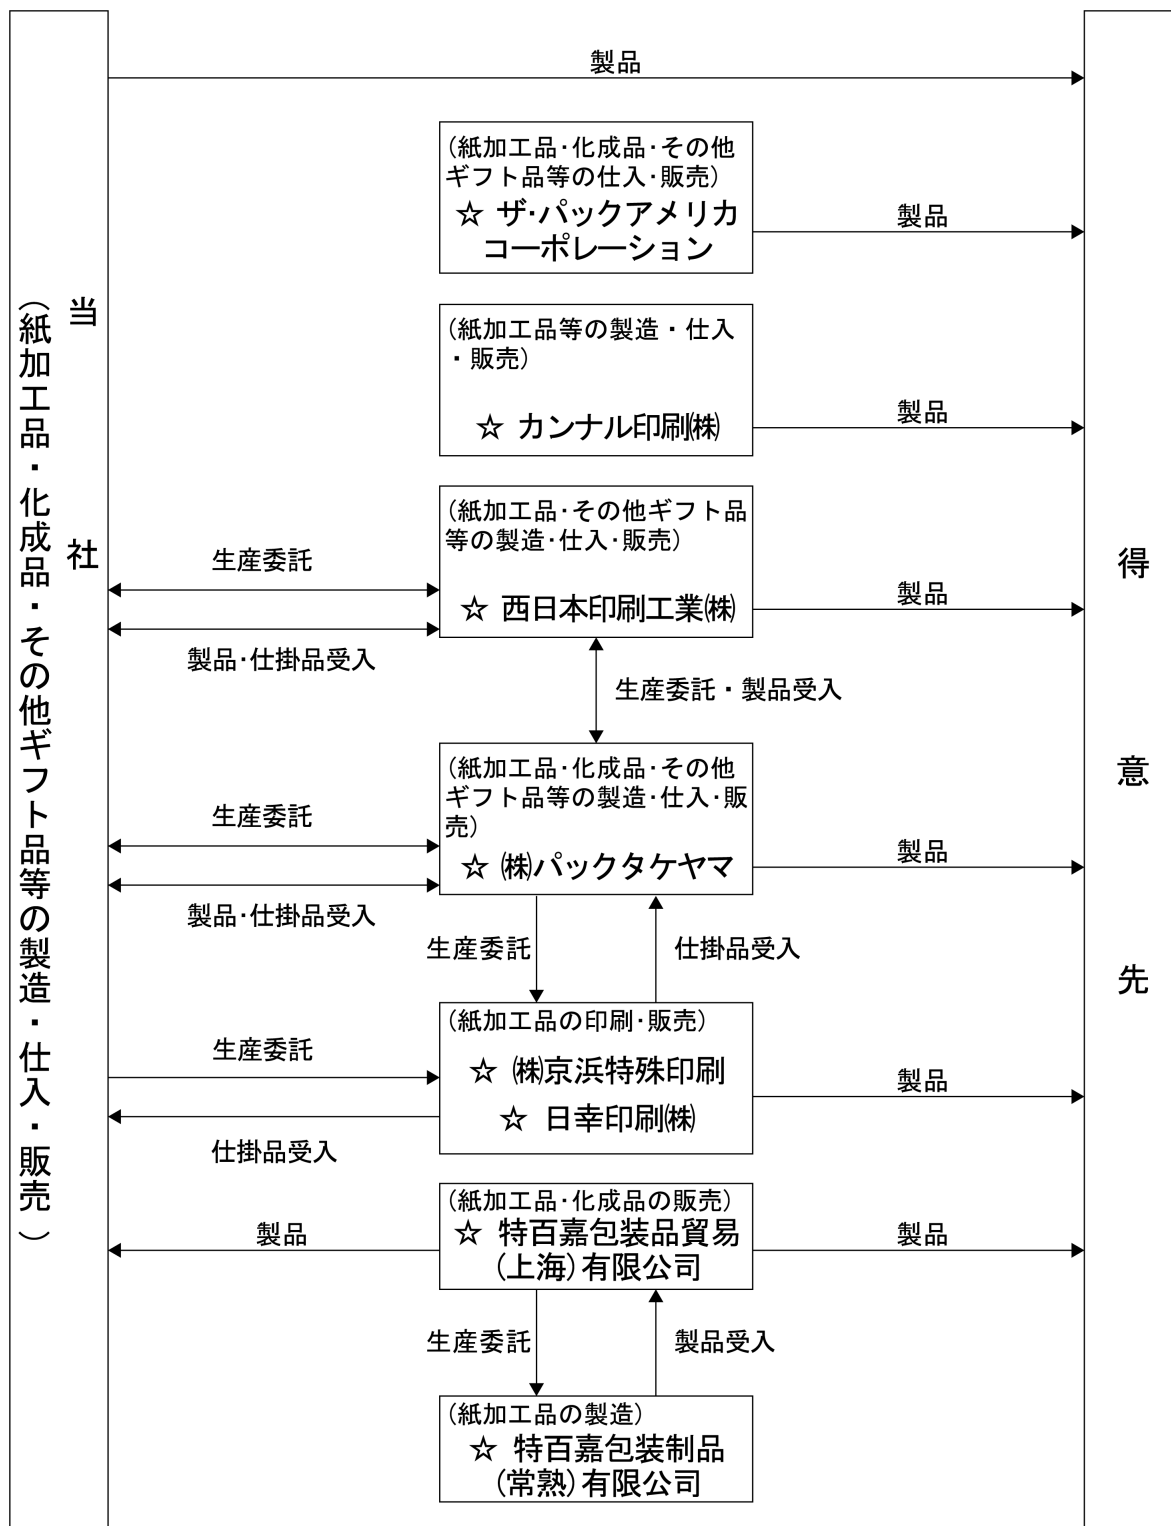 当社
（紙加工品・化成品・その他ギフト品等の製造・仕入・販売）
製品
（紙加工品・化成品・その他
ギフト品等の仕入・販売）
☆ ザ・パックアメリカ
コーポレーション
製品
（紙加工品等の製造・仕入
・販売）
☆ カンナル印刷㈱
製品
（紙加工品・その他ギフト品
等の製造・仕入・販売）
☆ 西日本印刷工業㈱
生産委託
製品・仕掛品受入
製品
生産委託・製品受入
（紙加工品・化成品・その他
ギフト品等の製造・仕入・販
売）
☆ ㈱パックタケヤマ
生産委託
製品・仕掛品受入
製品
生産委託
仕掛品受入
（紙加工品の印刷・販売）
☆ ㈱京浜特殊印刷
☆ 日幸印刷㈱
生産委託
仕掛品受入
製品
（紙加工品・化成品の販売）
☆ 特百嘉包装品貿易
（上海）有限公司
製品
製品
生産委託
製品受入
（紙加工品の製造）
☆ 特百嘉包装制品
（常熟）有限公司
得意先